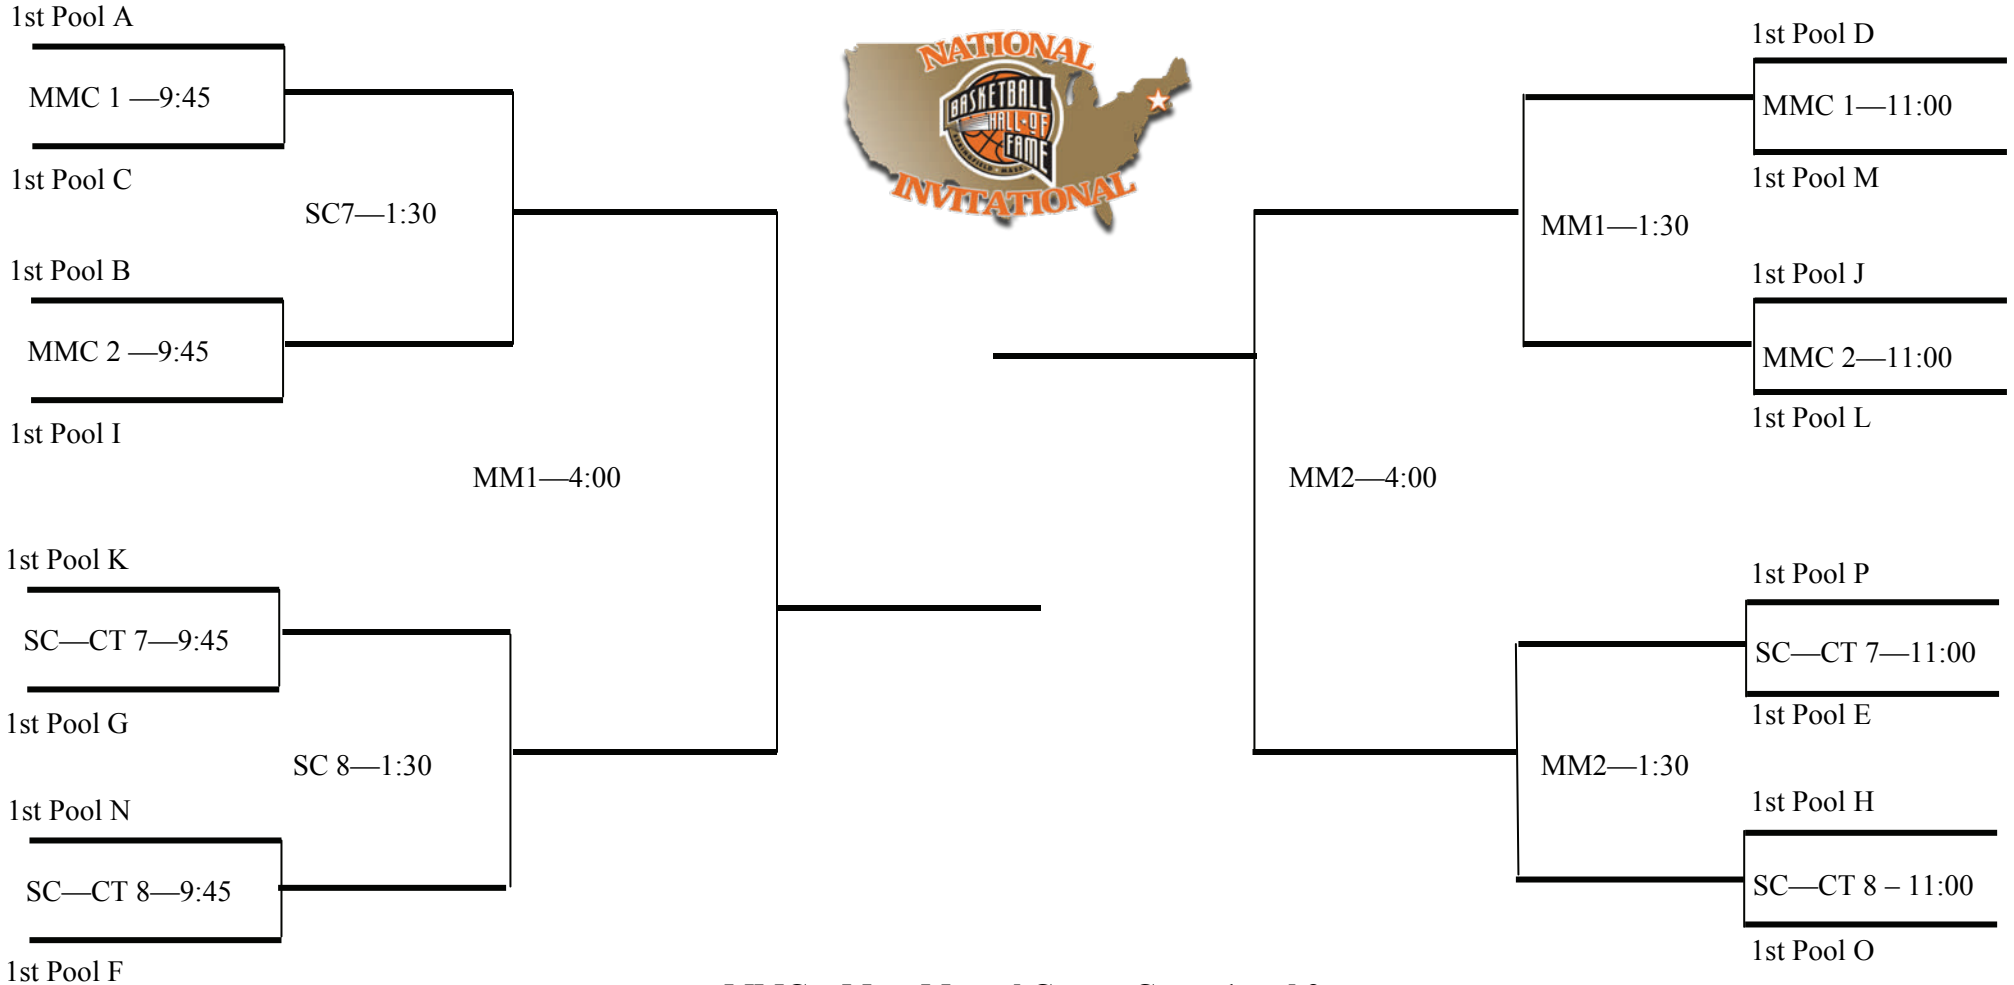 1st Pool A
MMC 1 —9:45
1st Pool C
SC7—1:30
1st Pool B
MMC 2 —9:45
1st Pool I
MM1—4:00
1st Pool K
SC—CT 7—9:45
1st Pool G
SC 8—1:30
1st Pool N
SC—CT 8—9:45
1st Pool F
NATIONAL
BASKETBALL
HALL·OF
FAME
INVITATIONAL
1st Pool D
MMC 1—11:00
1st Pool M
MM1—1:30
1st Pool J
MMC 2—11:00
1st Pool L
MM2—4:00
1st Pool P
SC—CT 7—11:00
1st Pool E
MM2—1:30
1st Pool H
SC—CT 8 – 11:00
1st Pool O